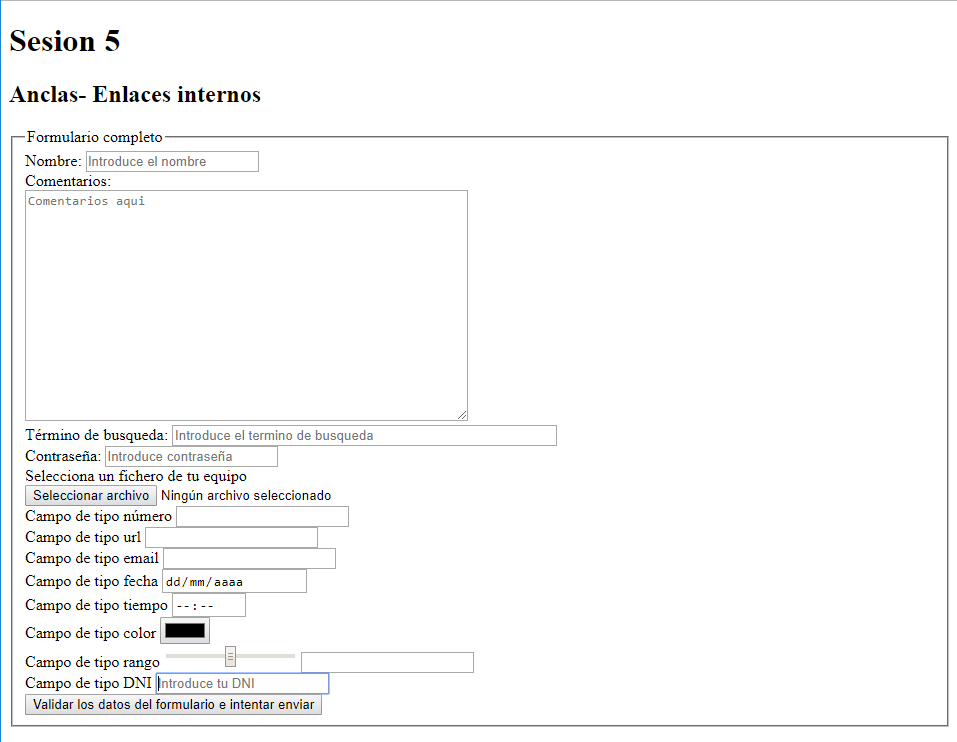 Sesion 5
Anclas- Enlaces internos
Formulario completo
Nombre: Introduce el nombre
Comentarios:
Comentarios aqui
Término de busqueda: Introduce el termino de busqueda
Contraseña: Introduce contraseña
Selecciona un fichero de tu equipo
Seleccionar archivo Ningún archivo seleccionado
Campo de tipo número
Campo de tipo url
Campo de tipo email
Campo de tipo fecha dd/mm/aaaa
Campo de tipo tiempo --:--
Campo de tipo color
Campo de tipo rango
Campo de tipo DNI Introduce tu DNI
Validar los datos del formulario e intentar enviar